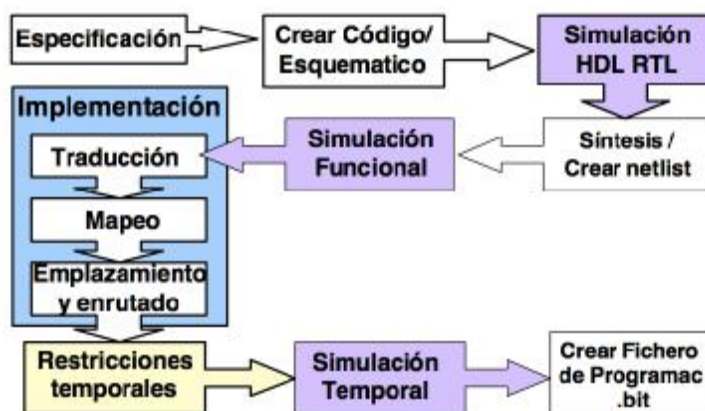 Especificación
Crear Código/
Esquematico
Simulación
HDL RTL
Implementación
Traducción
Simulación
Funcional
Síntesis /
Crear netlist
Mapeo
Emplazamiento
y enrutado
Restricciones
temporales
Simulación
Temporal
Crear Fichero
de Programac
.bit